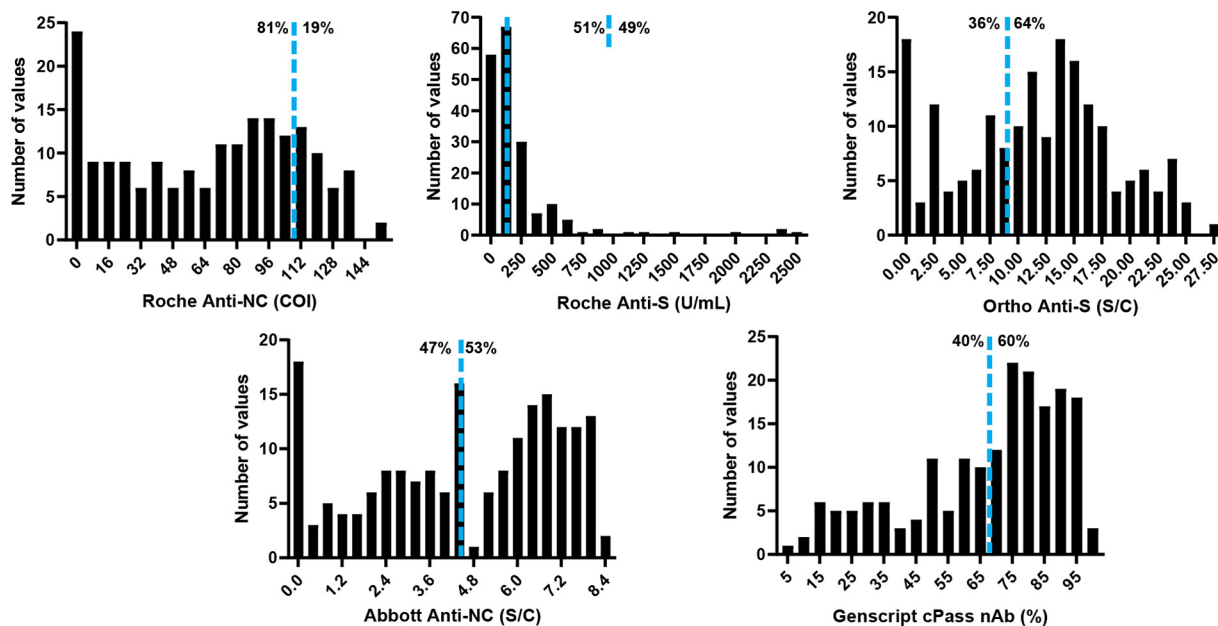 81% 19%
Number of values
25
20
15
10
5
0
0 16 32 48 64 80 96 112 128 144
Roche Anti-NC (COI)
51% 49%
Number of values
70
60
50
40
30
20
10
0
0 250 500 750 1000 1250 1500 1750 2000 2250 2500
Roche Anti-S (U/mL)
36% 64%
Number of values
20
15
10
5
0
0.00 2.50 5.00 7.50 10.00 12.50 15.00 17.50 20.00 22.50 25.00 27.50
Ortho Anti-S (S/C)
47% 53%
Number of values
20
15
10
5
0
0.0 1.2 2.4 3.6 4.8 6.0 7.2 8.4
Abbott Anti-NC (S/C)
40% 60%
Number of values
25
20
15
10
5
0
5 15 25 35 45 55 65 75 85 95
Genscript cPass nAb (%)